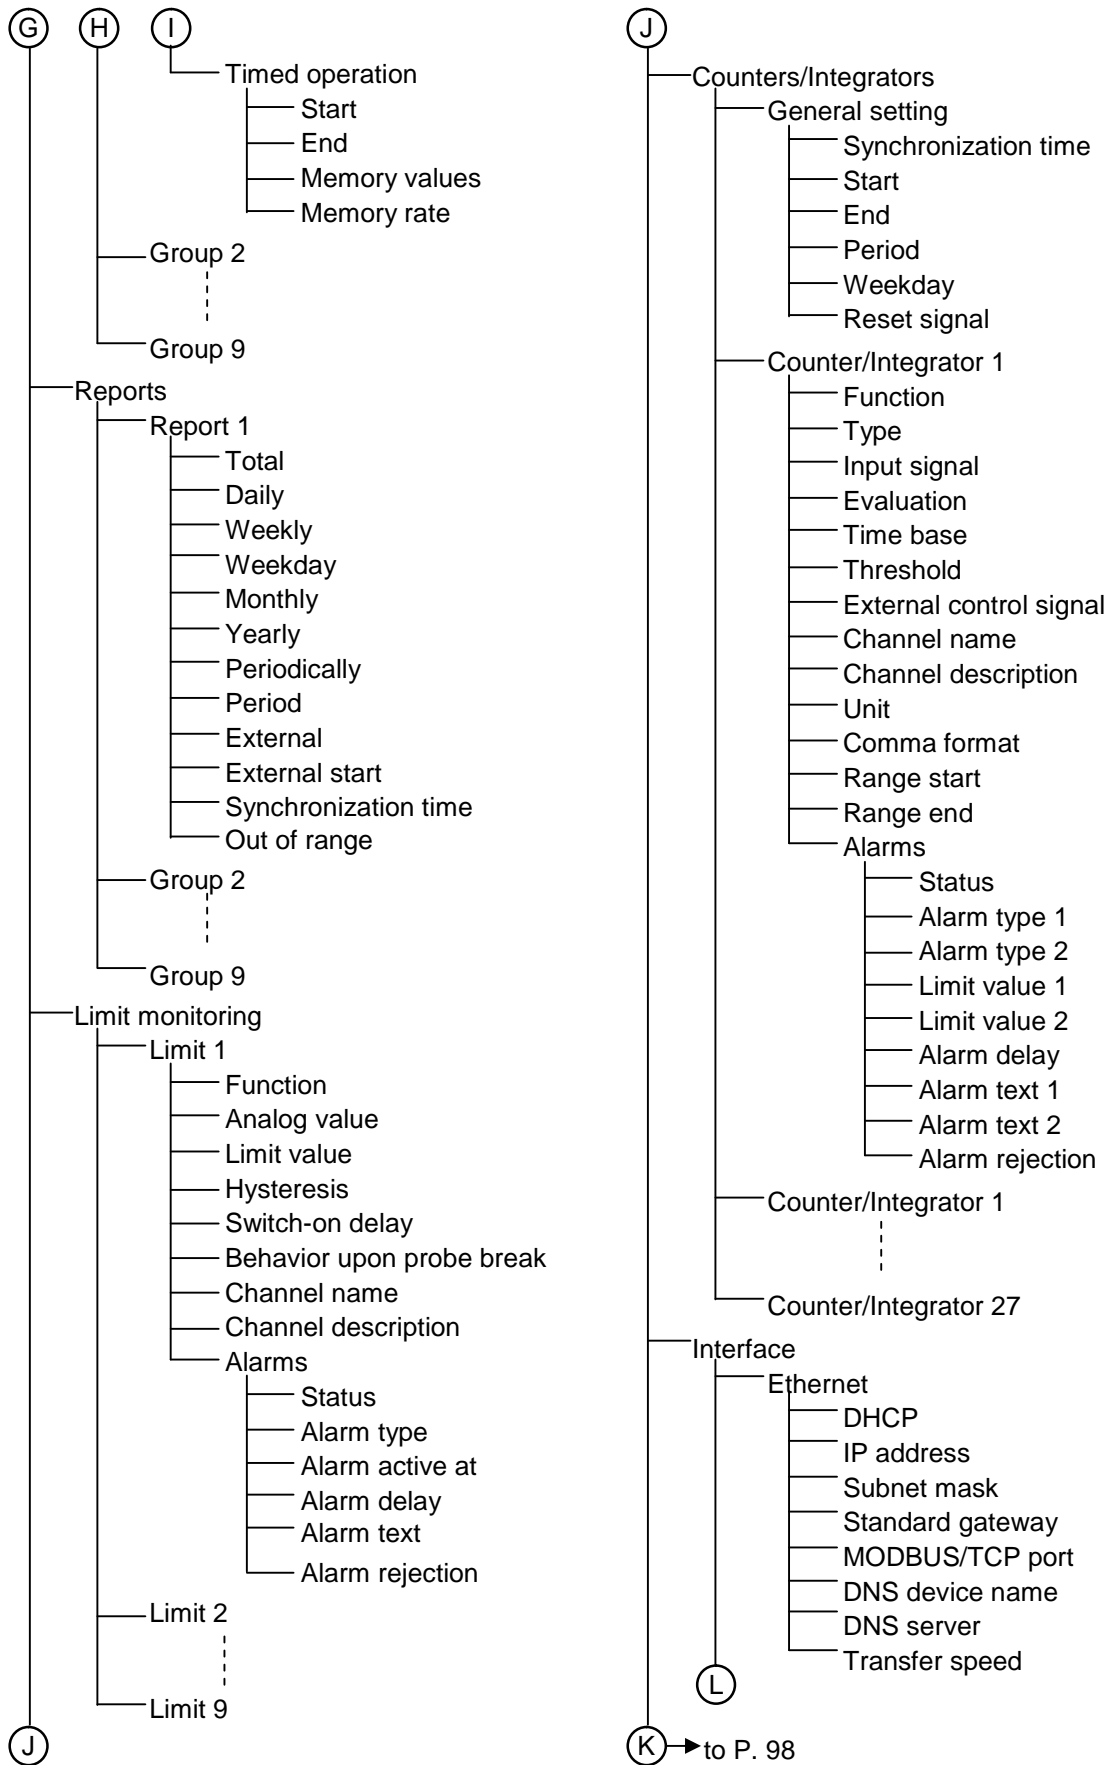 G H I
Timed operation
Start
End
Memory values
Memory rate
Group 2
Group 9
Reports
Report 1
Total
Daily
Weekly
Weekday
Monthly
Yearly
Periodically
Period
External
External start
Synchronization time
Out of range
Group 2
Group 9
Limit monitoring
Limit 1
Function
Analog value
Limit value
Hysteresis
Switch-on delay
Behavior upon probe break
Channel name
Channel description
Alarms
Status
Alarm type
Alarm active at
Alarm delay
Alarm text
Alarm rejection
Limit 2
Limit 9
J
J
Counters/Integrators
General setting
Synchronization time
Start
End
Period
Weekday
Reset signal
Counter/Integrator 1
Function
Type
Input signal
Evaluation
Time base
Threshold
External control signal
Channel name
Channel description
Unit
Comma format
Range start
Range end
Alarms
Status
Alarm type 1
Alarm type 2
Limit value 1
Limit value 2
Alarm delay
Alarm text 1
Alarm text 2
Alarm rejection
Counter/Integrator 1
Counter/Integrator 27
Interface
Ethernet
DHCP
IP address
Subnet mask
Standard gateway
MODBUS/TCP port
DNS device name
DNS server
Transfer speed
L
K to P. 98